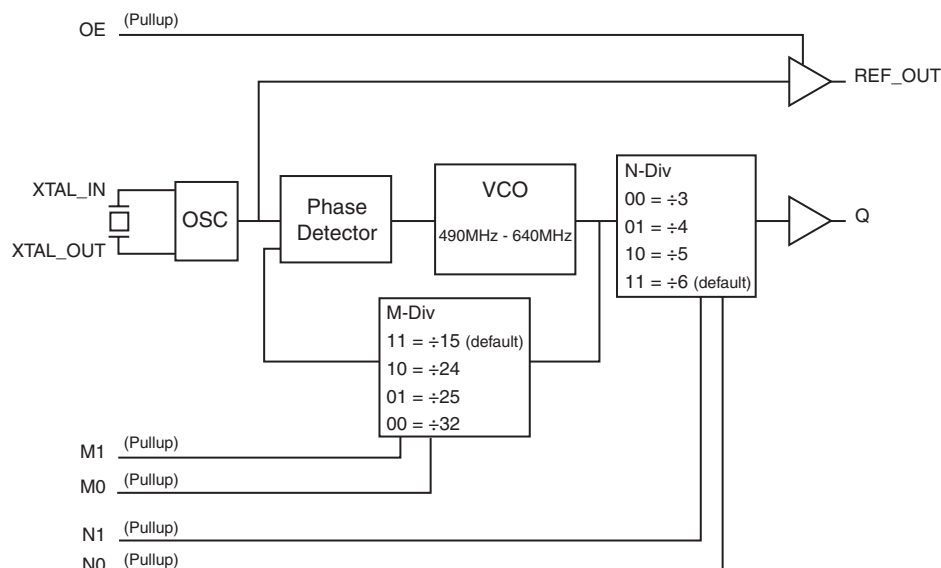 OE (Pullup)
REF_OUT
XTAL_IN
XTAL_OUT
OSC
Phase
Detector
VCO
490MHz - 640MHz
N-Div
00 = ÷3
01 = ÷4
10 = ÷5
11 = ÷6 (default)
Q
M-Div
11 = ÷15 (default)
10 = ÷24
01 = ÷25
00 = ÷32
M1 (Pullup)
M0 (Pullup)
N1 (Pullup)
N0 (Pullup)